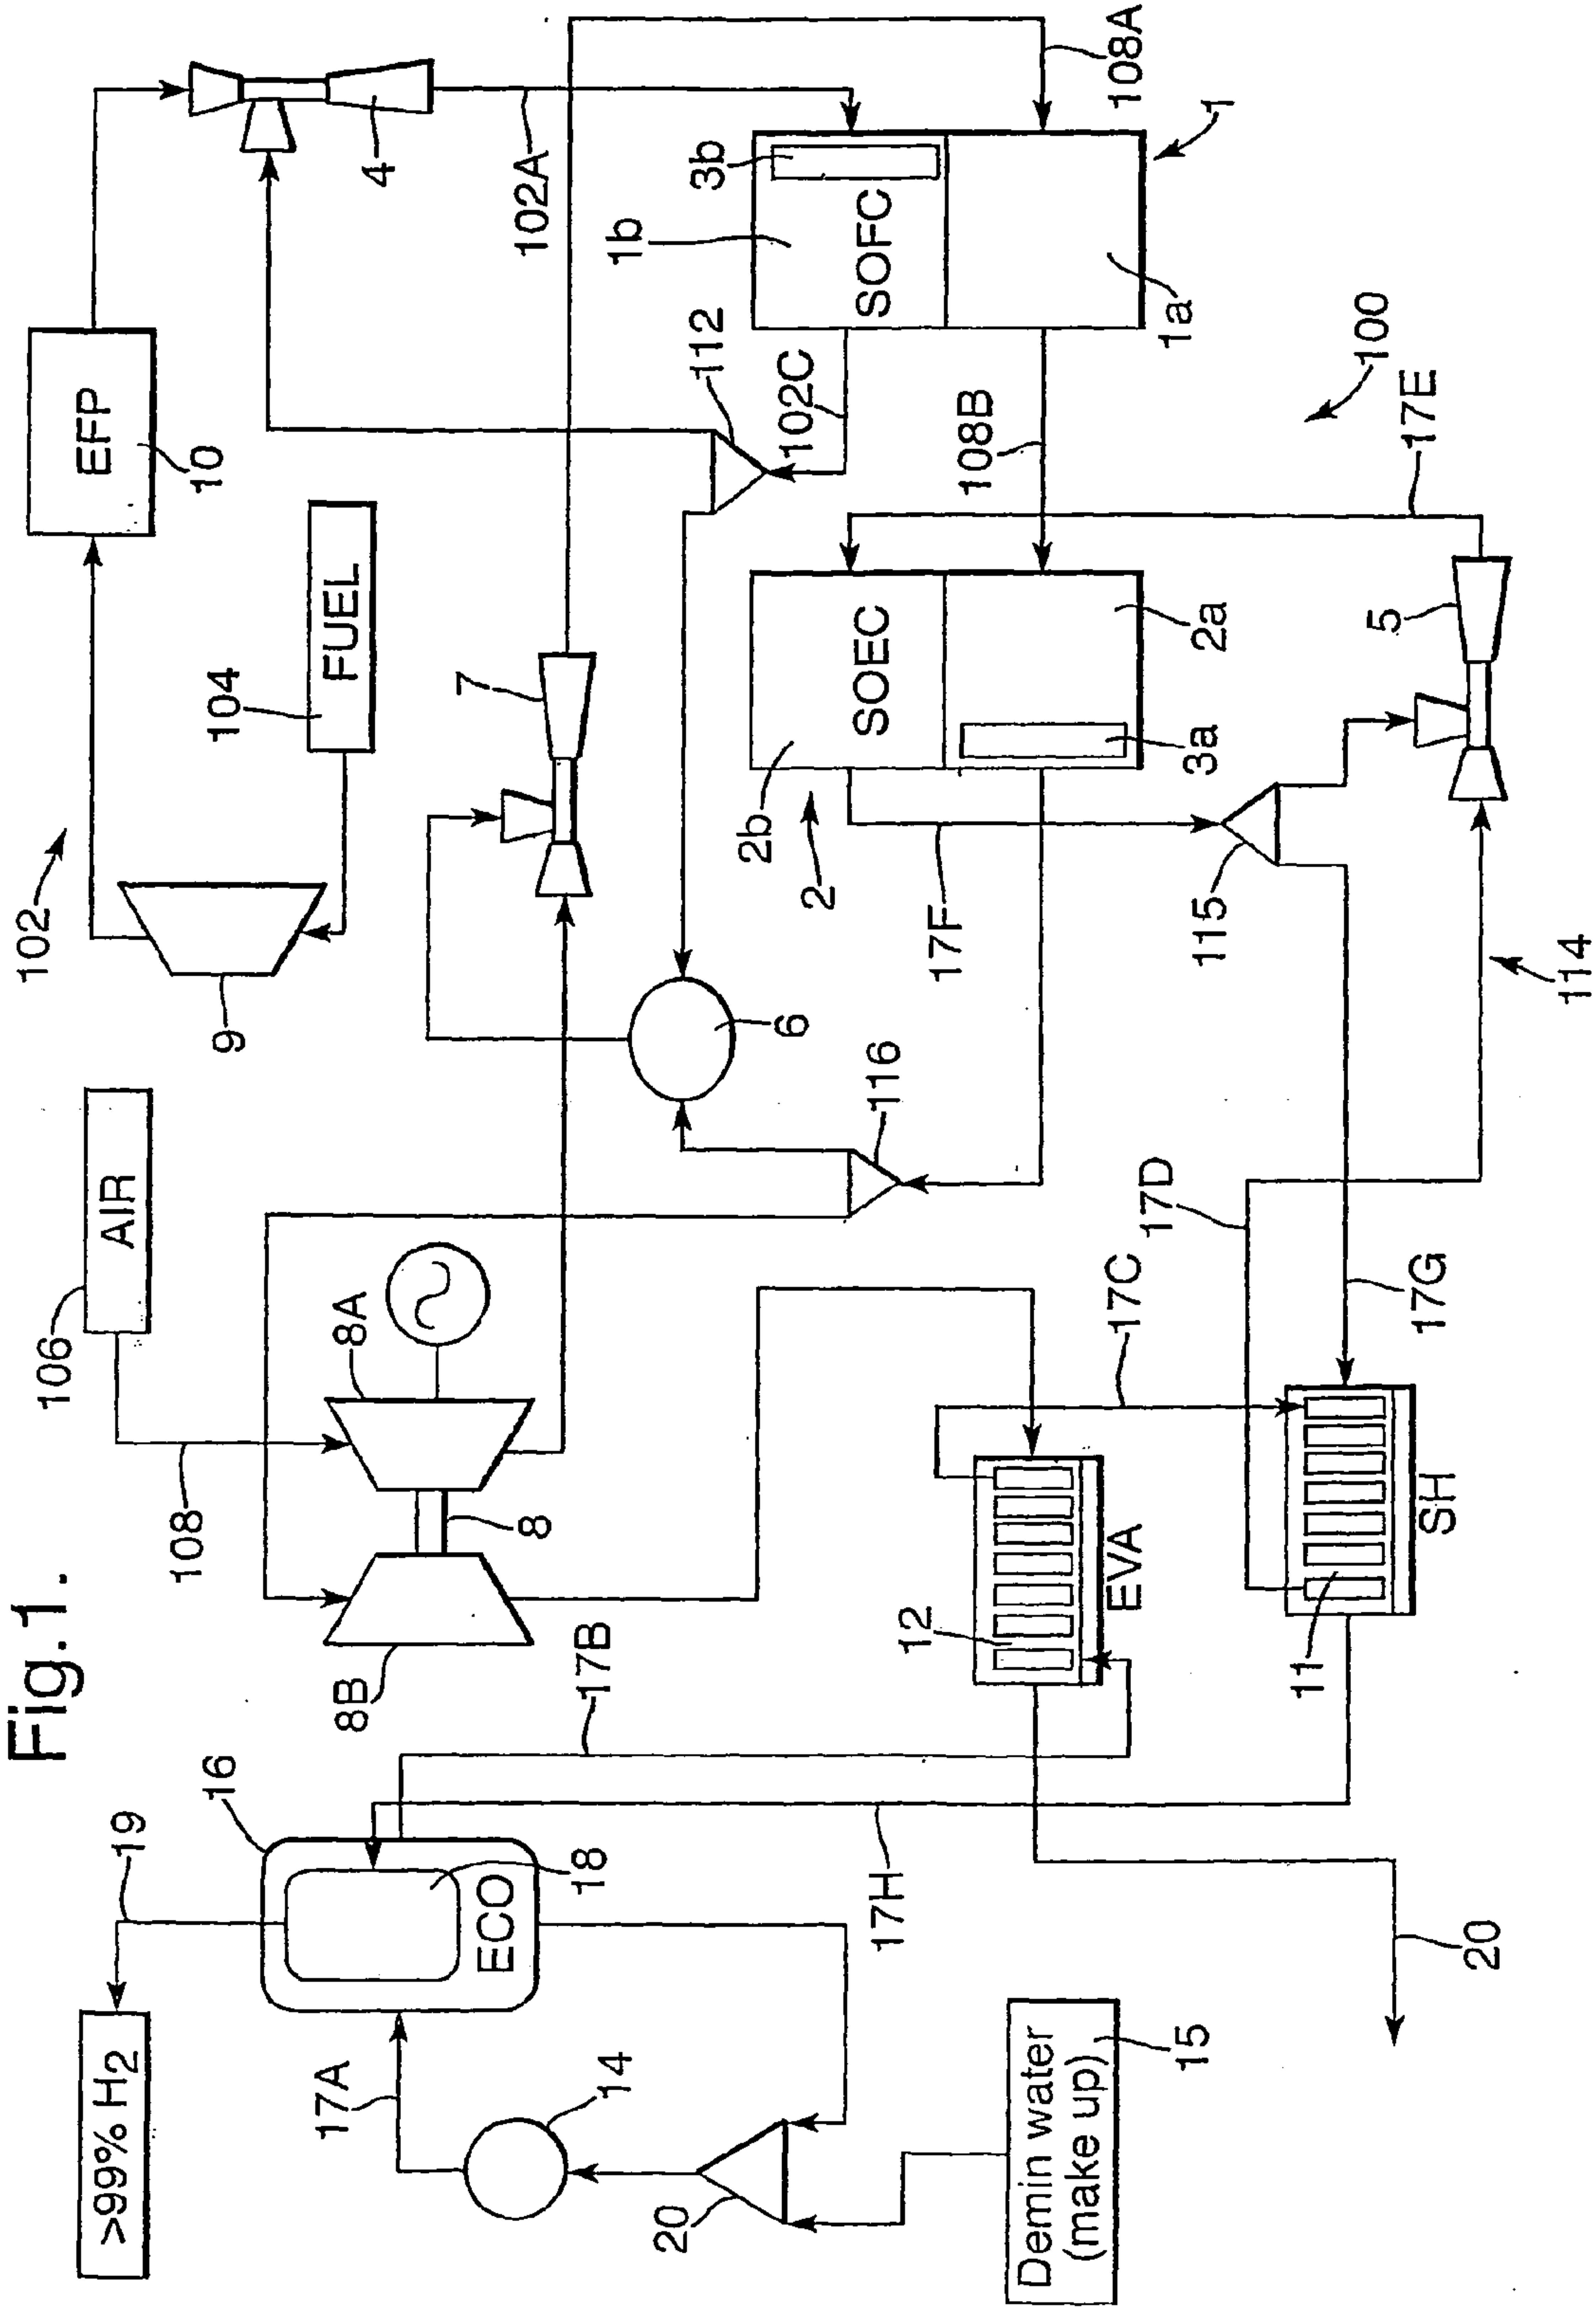 Fig.1.
>99% H2
19
16
18
ECO
17A
14
20
Demin water
(make up)
15
17H
17B
20
106
AIR
108
8A
8
8B
12
EVA
17C
17D
11
SH
17G
102
9
104
FUEL
EFP
10
7
6
116
2b
2
SOEC
2a
3a
17F
115
114
5
17E
100
4
102A
112
102C
108B
1b
3b
SOFC
1a
1
108A